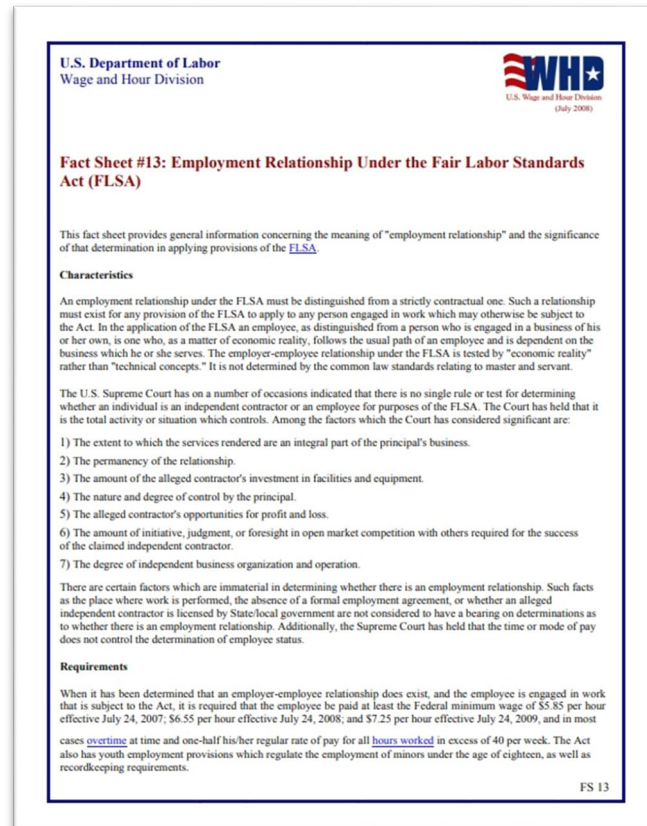 U.S. Department of Labor
Wage and Hour Division
WHD
U.S. Wage and Hour Division
(July 2008)
Fact Sheet #13: Employment Relationship Under the Fair Labor Standards
Act (FLSA)
This fact sheet provides general information concerning the meaning of "employment relationship" and the significance
of that determination in applying provisions of the FLSA.
Characteristics
An employment relationship under the FLSA must be distinguished from a strictly contractual one. Such a relationship
must exist for any provision of the FLSA to apply to any person engaged in work which may otherwise be subject to
the Act. In the application of the FLSA an employee, as distinguished from a person who is engaged in a business of his
or her own, is one who, as a matter of economic reality, follows the usual path of an employee and is dependent on the
business which he or she serves. The employer-employee relationship under the FLSA is tested by "economic reality"
rather than "technical concepts." It is not determined by the common law standards relating to master and servant.
The U.S. Supreme Court has on a number of occasions indicated that there is no single rule or test for determining
whether an individual is an independent contractor or an employee for purposes of the FLSA. The Court has held that it
is the total activity or situation which controls. Among the factors which the Court has considered significant are:
1) The extent to which the services rendered are an integral part of the principal's business.
2) The permanency of the relationship.
3) The amount of the alleged contractor's investment in facilities and equipment.
4) The nature and degree of control by the principal.
5) The alleged contractor's opportunities for profit and loss.
6) The amount of initiative, judgment, or foresight in open market competition with others required for the success
of the claimed independent contractor.
7) The degree of independent business organization and operation.
There are certain factors which are immaterial in determining whether there is an employment relationship. Such facts
as the place where work is performed, the absence of a formal employment agreement, or whether an alleged
independent contractor is licensed by State/local government are not considered to have a bearing on determinations as
to whether there is an employment relationship. Additionally, the Supreme Court has held that the time or mode of pay
does not control the determination of employee status.
Requirements
When it has been determined that an employer-employee relationship does exist, and the employee is engaged in work
that is subject to the Act, it is required that the employee be paid at least the Federal minimum wage of $5.85 per hour
effective July 24, 2007; $6.55 per hour effective July 24, 2008; and $7.25 per hour effective July 24, 2009, and in most
cases overtime at time and one-half his/her regular rate of pay for all hours worked in excess of 40 per week. The Act
also has youth employment provisions which regulate the employment of minors under the age of eighteen, as well as
recordkeeping requirements.
FS 13